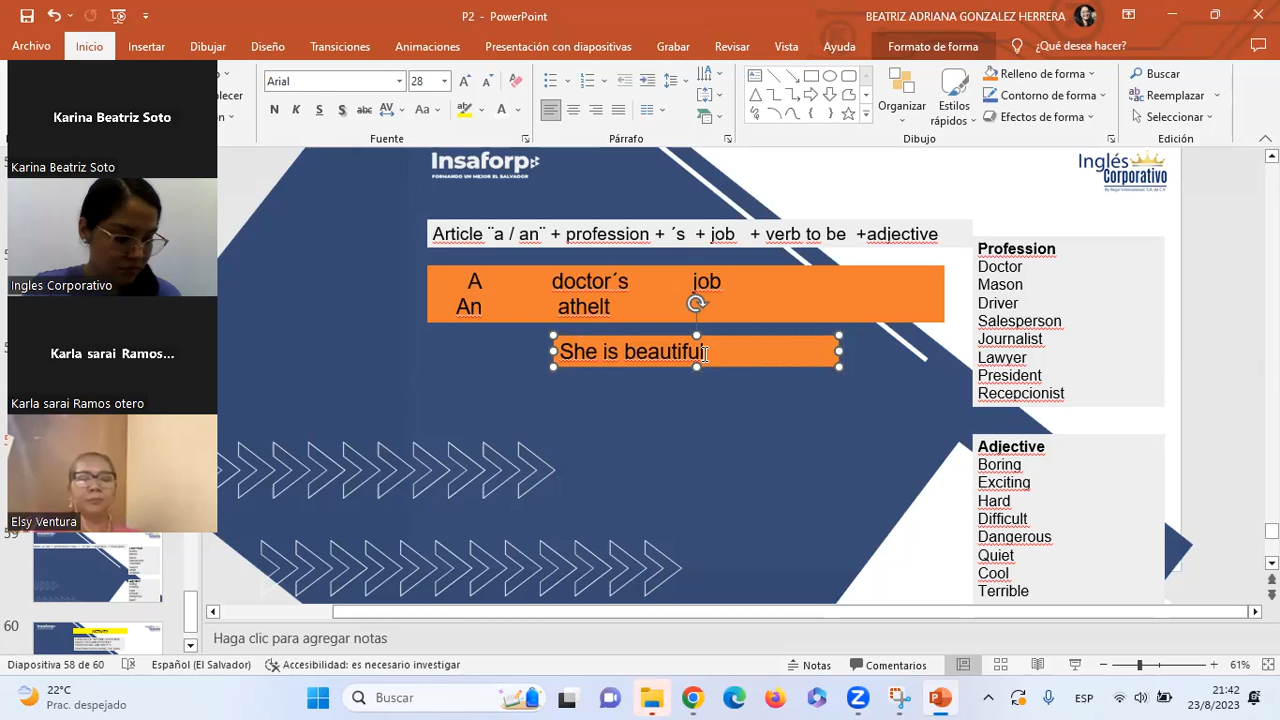 P2 - PowerPoint
BEATRIZ ADRIANA GONZALEZ HERRERA
Archivo Inicio Insertar Dibujar Diseño Transiciones Animaciones Presentación con diapositivas Grabar Revisar Vista Ayuda Formato de forma ¿Qué desea hacer?
Arial 28
Relleno de forma
Contorno de forma
Efectos de forma
Organizar
Estilos
rápidos
Buscar
Reemplazar
Seleccionar
Fuente Párrafo Dibujo Edición
Karina Beatriz Soto
Karina Beatriz Soto
Ingles Corporativo
Karla sarai Ramos...
Karla sarai Ramos otero
Elsy Ventura
Insaforp
FORMANDO UN MEJOR EL SALVADOR
Inglés
Corporativo
Article ¨a / an¨ + profession + ´s + job + verb to be +adjective
A doctor´s job
An athelt
She is beautiful
Profession
Doctor
Mason
Driver
Salesperson
Journalist
Lawyer
President
Recepcionist
Adjective
Boring
Exciting
Hard
Difficult
Dangerous
Quiet
Cool
Terrible
59
60
Haga clic para agregar notas
Diapositiva 58 de 60 Español (El Salvador) Accesibilidad: es necesario investigar Notas Comentarios 61%
22°C
Prac. despejado
Buscar
ESP
21:42
23/8/2023